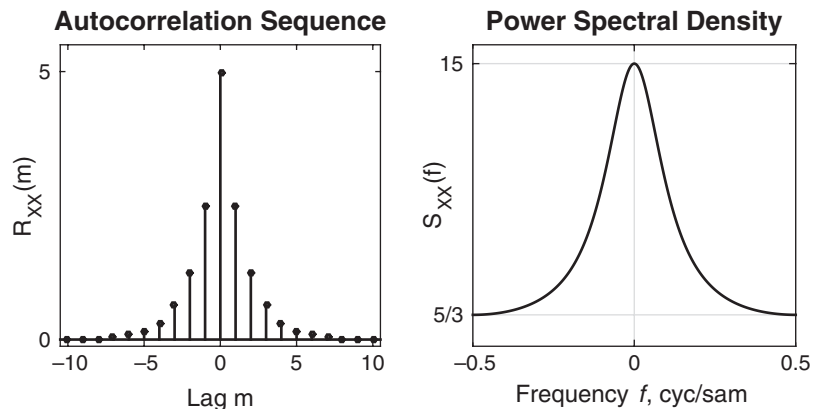 Autocorrelation Sequence
5
R_XX(m)
0
−10 −5 0 5 10
Lag m
Power Spectral Density
15
S_XX(f)
5/3
−0.5 0 0.5
Frequency f, cyc/sam